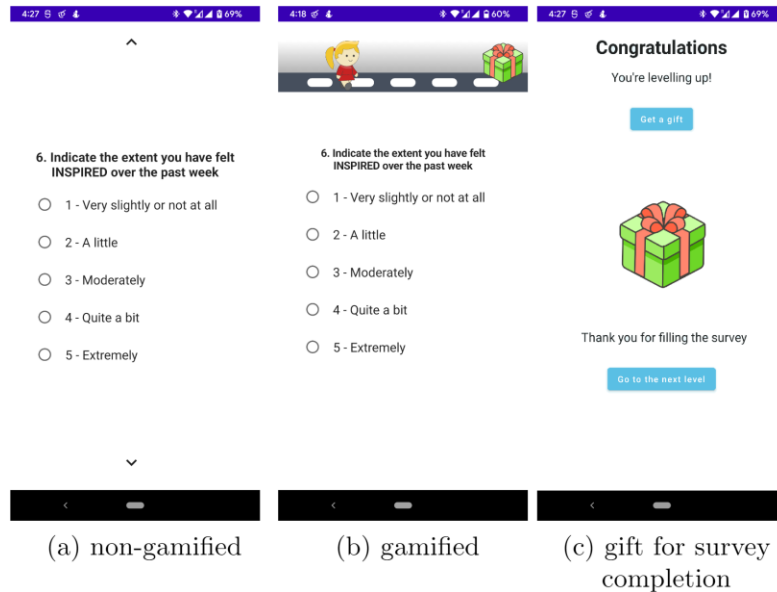 4:27
69%
6. Indicate the extent you have felt
INSPIRED over the past week
1 - Very slightly or not at all
2 - A little
3 - Moderately
4 - Quite a bit
5 - Extremely
(a) non-gamified
4:18
60%
6. Indicate the extent you have felt
INSPIRED over the past week
1 - Very slightly or not at all
2 - A little
3 - Moderately
4 - Quite a bit
5 - Extremely
(b) gamified
4:27
69%
Congratulations
You're levelling up!
Get a gift
Thank you for filling the survey
Go to the next level
(c) gift for survey
completion